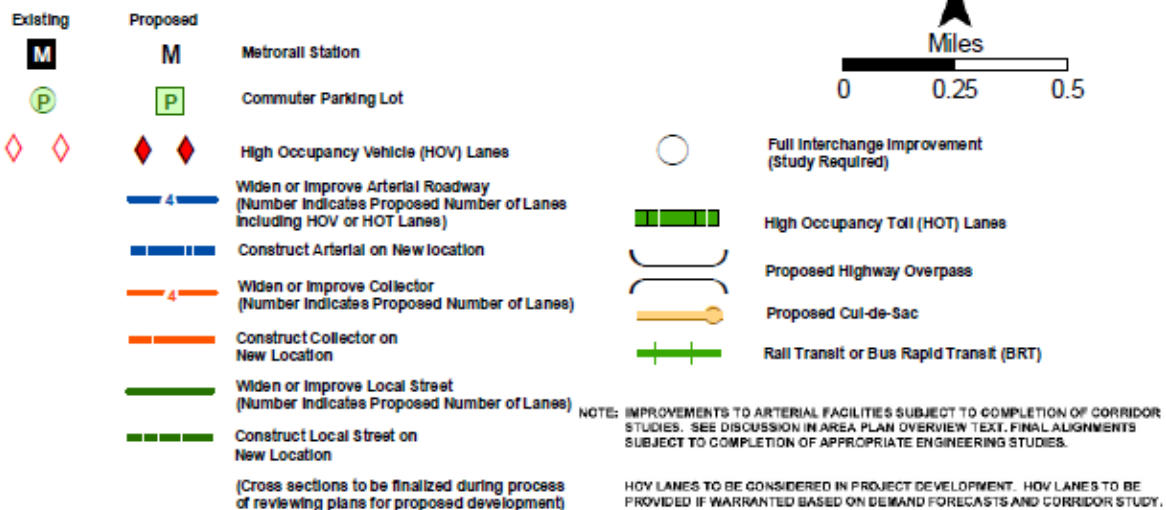 Existing Proposed
M M Metrorail Station
P P Commuter Parking Lot
High Occupancy Vehicle (HOV) Lanes
4 Widen or Improve Arterial Roadway
(Number Indicates Proposed Number of Lanes
Including HOV or HOT Lanes)
Construct Arterial on New location
4 Widen or Improve Collector
(Number Indicates Proposed Number of Lanes)
Construct Collector on
New Location
Widen or Improve Local Street
(Number Indicates Proposed Number of Lanes)
Construct Local Street on
New Location
(Cross sections to be finalized during process
of reviewing plans for proposed development)
Miles
0 0.25 0.5
Full Interchange Improvement
(Study Required)
High Occupancy Toll (HOT) Lanes
Proposed Highway Overpass
Proposed Cul-de-Sac
Rail Transit or Bus Rapid Transit (BRT)
NOTE: IMPROVEMENTS TO ARTERIAL FACILITIES SUBJECT TO COMPLETION OF CORRIDOR
STUDIES. SEE DISCUSSION IN AREA PLAN OVERVIEW TEXT. FINAL ALIGNMENTS
SUBJECT TO COMPLETION OF APPROPRIATE ENGINEERING STUDIES.
HOV LANES TO BE CONSIDERED IN PROJECT DEVELOPMENT. HOV LANES TO BE
PROVIDED IF WARRANTED BASED ON DEMAND FORECASTS AND CORRIDOR STUDY.